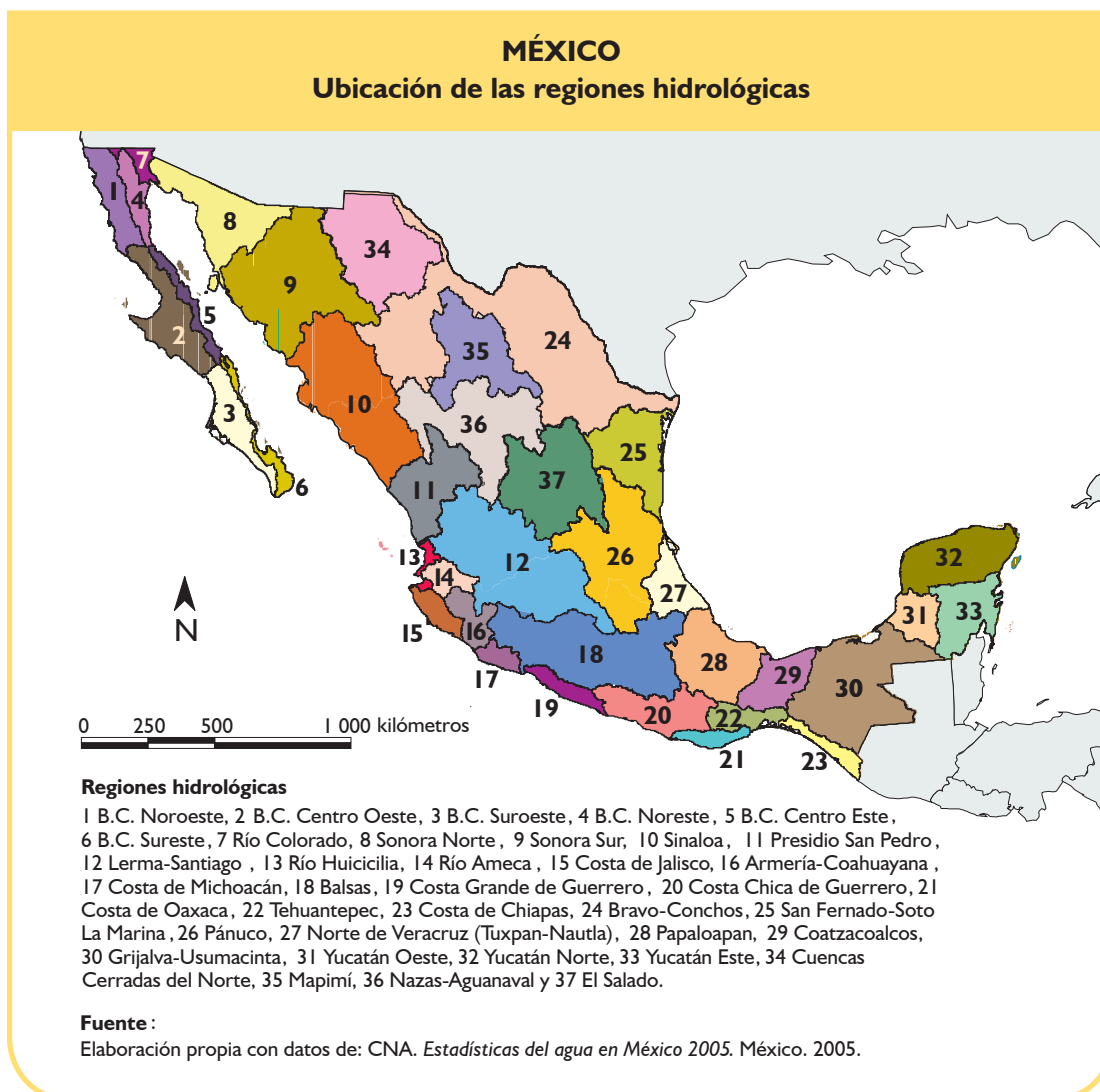 MÉXICO
Ubicación de las regiones hidrológicas
7
1
4
8
34
9
5
24
2
35
10
3
36
25
37
11
6
12
26
32
13
14
27
31
33
N
15
16
18
28
29
30
17
19
20
22
21
23
0 250 500 1 000 kilómetros
Regiones hidrológicas
1 B.C. Noroeste, 2 B.C. Centro Oeste, 3 B.C. Suroeste, 4 B.C. Noreste, 5 B.C. Centro Este,
6 B.C. Sureste, 7 Río Colorado, 8 Sonora Norte, 9 Sonora Sur, 10 Sinaloa, 11 Presidio San Pedro,
12 Lerma-Santiago, 13 Río Huicicilia, 14 Río Ameca, 15 Costa de Jalisco, 16 Armería-Coahuayana,
17 Costa de Michoacán, 18 Balsas, 19 Costa Grande de Guerrero, 20 Costa Chica de Guerrero, 21
Costa de Oaxaca, 22 Tehuantepec, 23 Costa de Chiapas, 24 Bravo-Conchos, 25 San Fernado-Soto
La Marina, 26 Pánuco, 27 Norte de Veracruz (Tuxpan-Nautla), 28 Papaloapan, 29 Coatzacoalcos,
30 Grijalva-Usumacinta, 31 Yucatán Oeste, 32 Yucatán Norte, 33 Yucatán Este, 34 Cuencas
Cerradas del Norte, 35 Mapimí, 36 Nazas-Aguanaval y 37 El Salado.
Fuente:
Elaboración propia con datos de: CNA. Estadísticas del agua en México 2005. México. 2005.